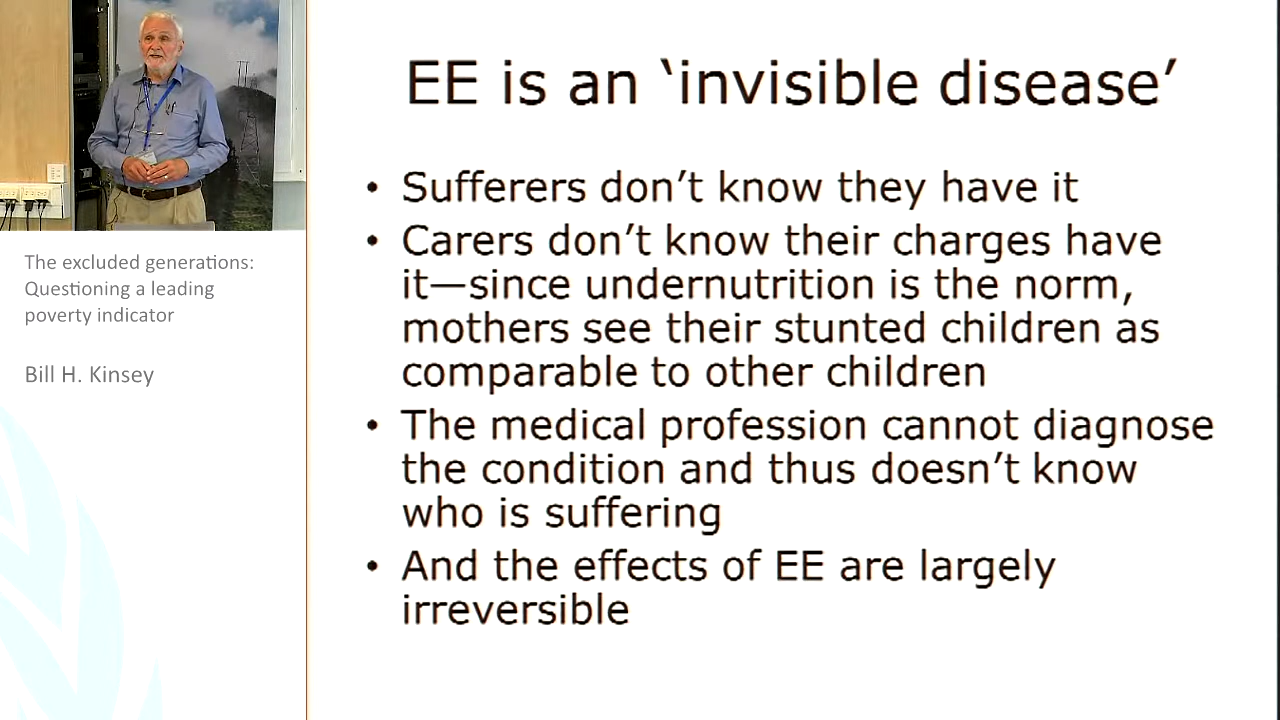 The excluded generations:
Questioning a leading
poverty indicator
Bill H. Kinsey
EE is an ‘invisible disease’
• Sufferers don’t know they have it
• Carers don’t know their charges have
it—since undernutrition is the norm,
mothers see their stunted children as
comparable to other children
• The medical profession cannot diagnose
the condition and thus doesn’t know
who is suffering
• And the effects of EE are largely
irreversible